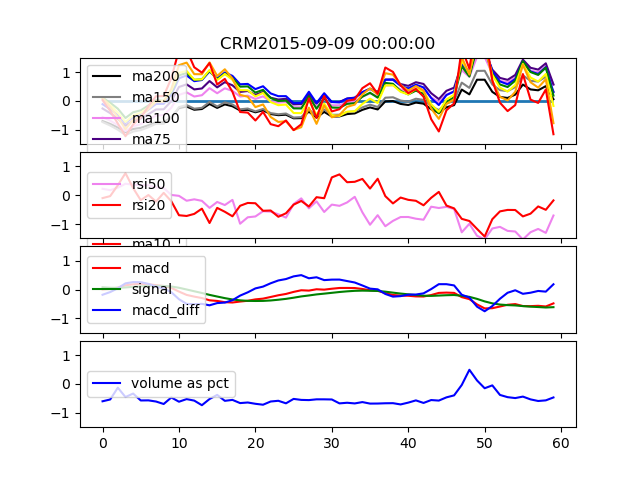 CRM2015-09-09 00:00:00
1
0
−1
ma200
ma150
ma100
ma75
1
0
−1
rsi50
rsi20
ma10
1
0
−1
macd
signal
macd_diff
1
0
−1
volume as pct
0 10 20 30 40 50 60